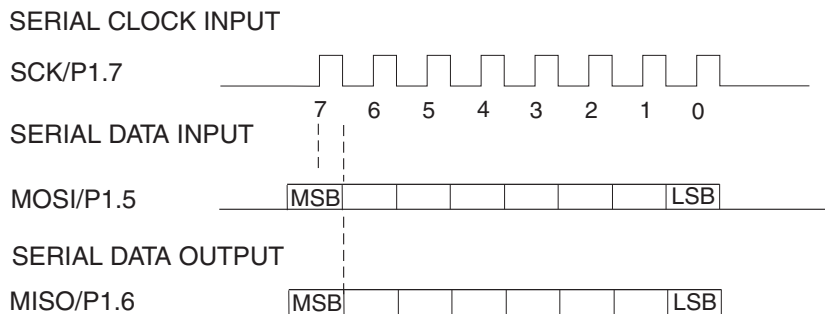 SERIAL CLOCK INPUT
SCK/P1.7
7 6 5 4 3 2 1 0
SERIAL DATA INPUT
MOSI/P1.5 MSB LSB
SERIAL DATA OUTPUT
MISO/P1.6 MSB LSB